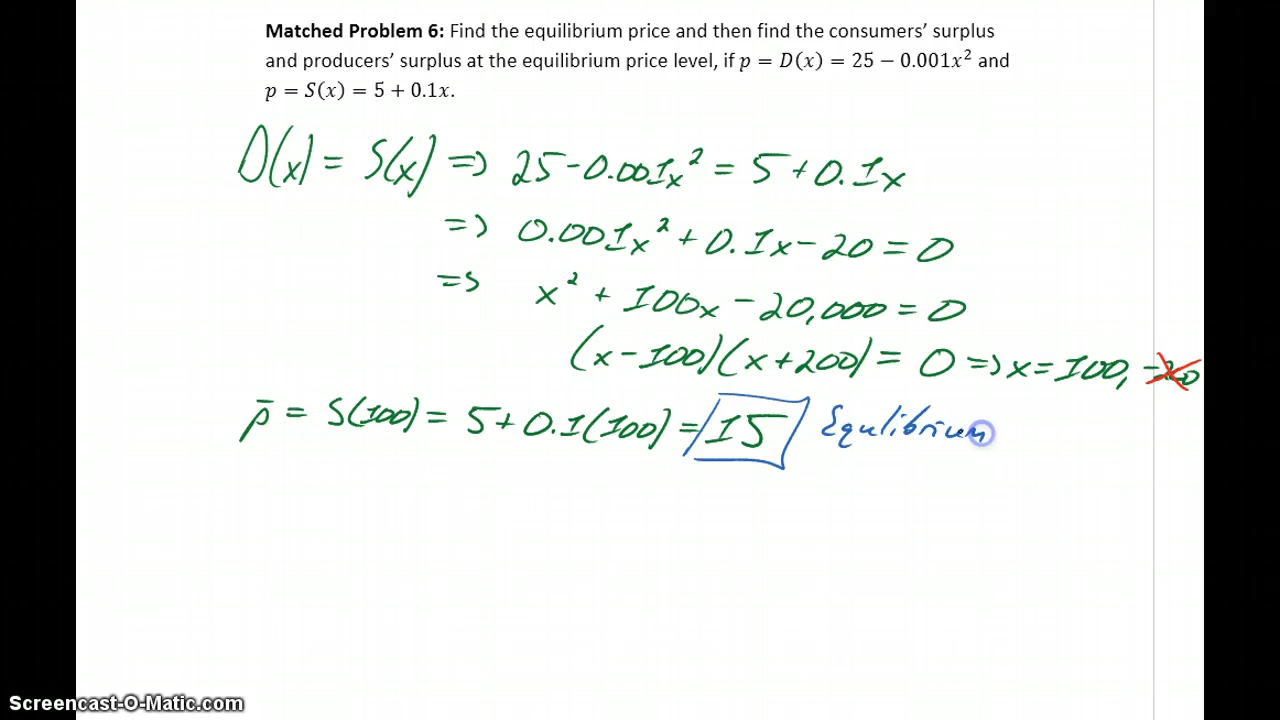 Matched Problem 6: Find the equilibrium price and then find the consumers' surplus
and producers' surplus at the equilibrium price level, if p = D(x) = 25 − 0.001x² and
p = S(x) = 5 + 0.1x.
D(x) = S(x) => 25 - 0.001x² = 5 + 0.1x
=> 0.001x² + 0.1x - 20 = 0
=> x² + 100x - 20,000 = 0
(x - 100)(x + 200) = 0 => x = 100,
p̄ = S(100) = 5 + 0.1(100) = 15 Equlibrium
Screencast-O-Matic.com